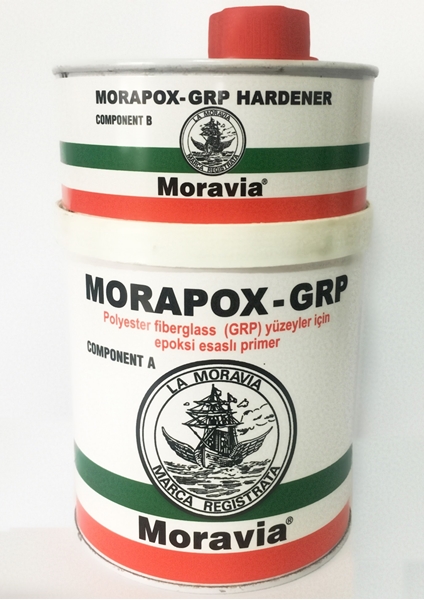 MORAPOX-GRP HARDENER
COMPONENT B
LA MORAVIA
MARCA REGISTRATA
Moravia®
MORAPOX-GRP
Polyester fiberglass (GRP) yüzeyler için
epoksi esaslı primer
COMPONENT A
LA MORAVIA
MARCA REGISTRATA
Moravia®